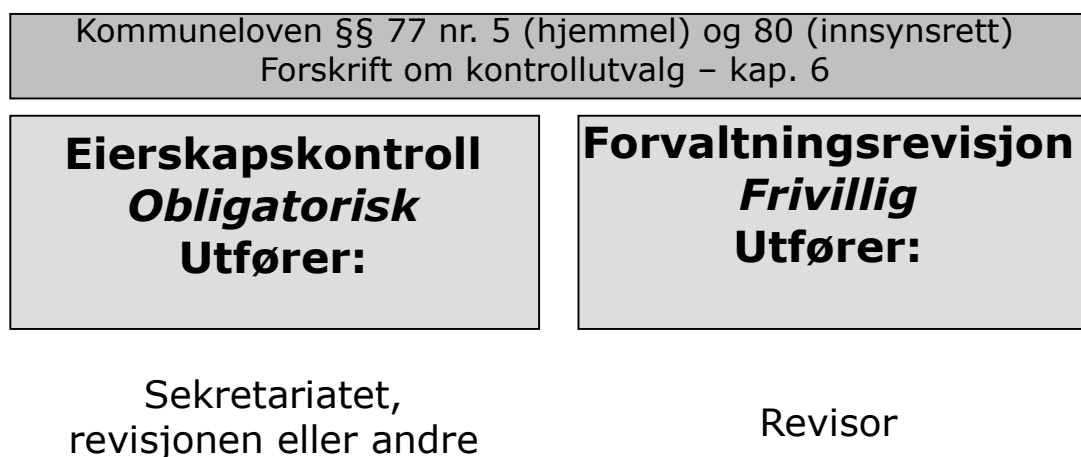 Kommuneloven §§ 77 nr. 5 (hjemmel) og 80 (innsynsrett)
Forskrift om kontrollutvalg – kap. 6
Eierskapskontroll
Obligatorisk
Utfører:
Sekretariatet,
revisjonen eller andre
Forvaltningsrevisjon
Frivillig
Utfører:
Revisor